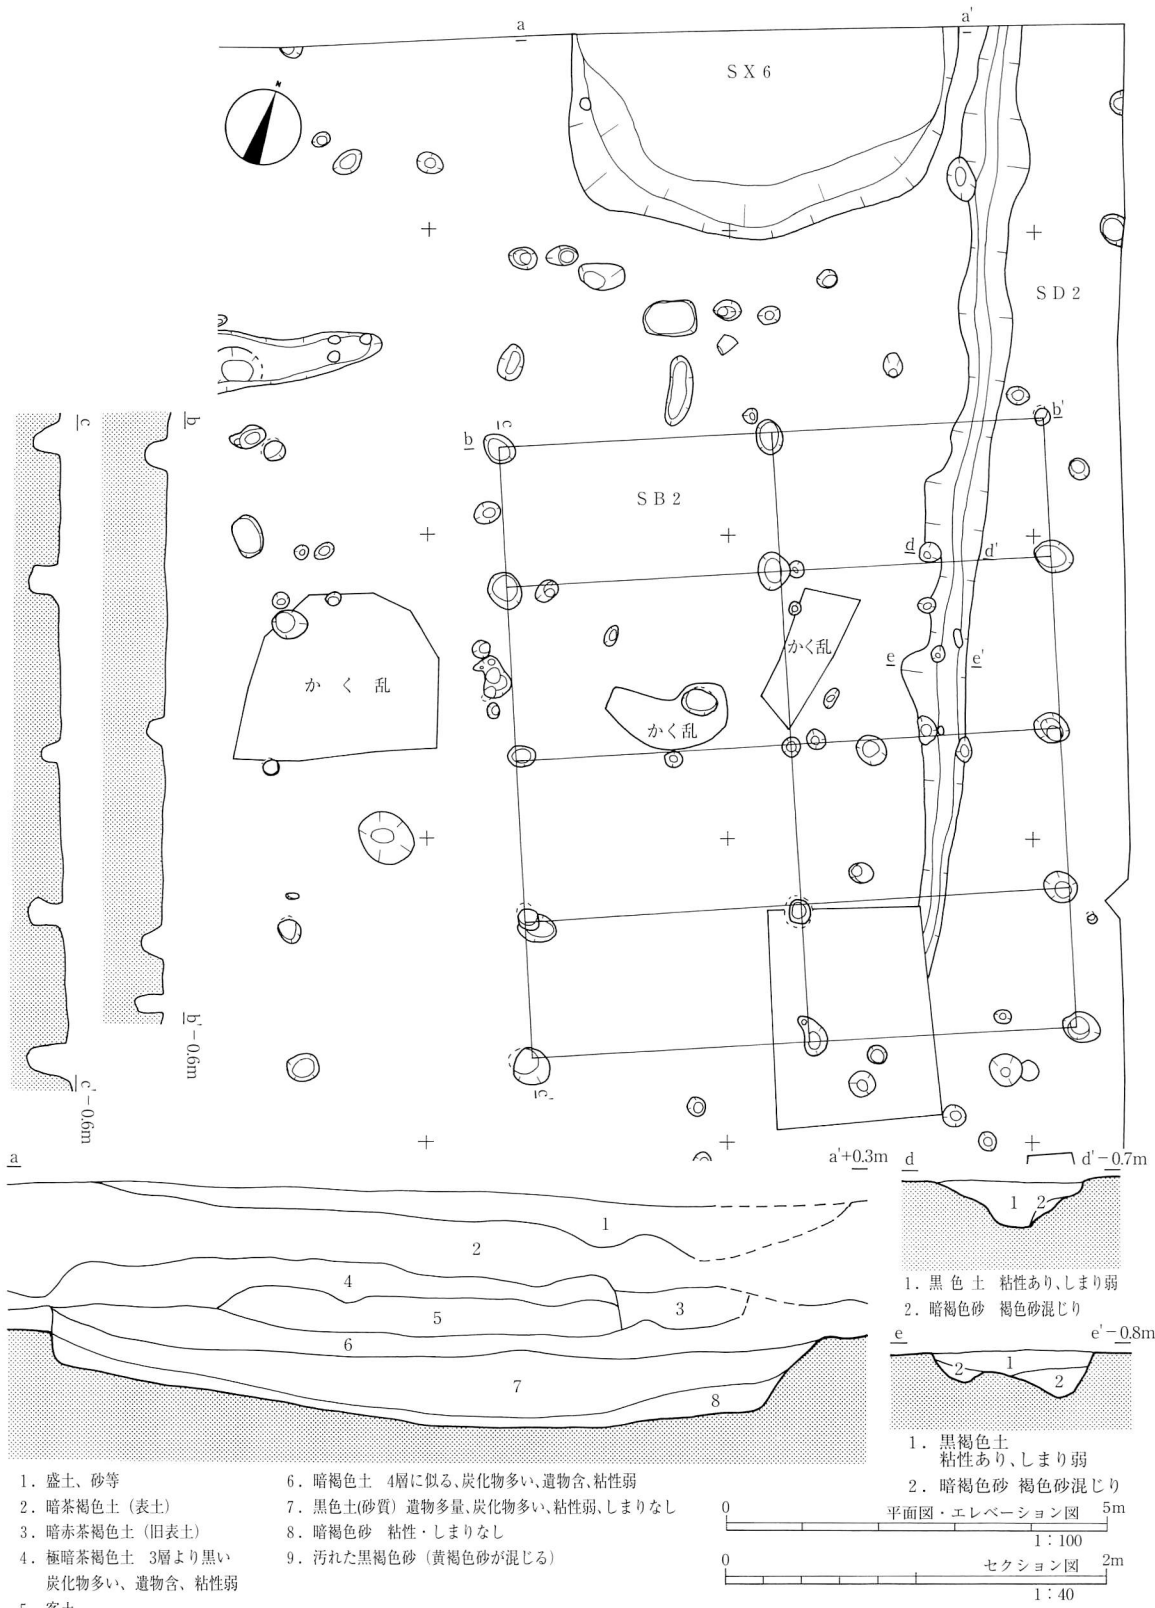 a
a'
N
SX6
SD2
c
b
b
c
b'
SB2
d
d'
かく乱
かく乱
e
e'
かく乱
b'−0.6m
c'−0.6m
c'
a
a'+0.3m
d
d'−0.7m
1
2
3
4
5
6
7
8
1
2
1．黒色土　粘性あり、しまり弱
2．暗褐色砂　褐色砂混じり
e
e'−0.8m
1
2
2
1．黒褐色土
粘性あり、しまり弱
2．暗褐色砂　褐色砂混じり
1．盛土、砂等
2．暗茶褐色土（表土）
3．暗赤茶褐色土（旧表土）
4．極暗茶褐色土　3層より黒い
炭化物多い、遺物含、粘性弱
5．客土
6．暗褐色土　4層に似る、炭化物多い、遺物含、粘性弱
7．黒色土(砂質）遺物多量、炭化物多い、粘性弱、しまりなし
8．暗褐色砂　粘性・しまりなし
9．汚れた黒褐色砂（黄褐色砂が混じる）
0　平面図・エレベーション図　5m
1：100
0　セクション図　2m
1：40